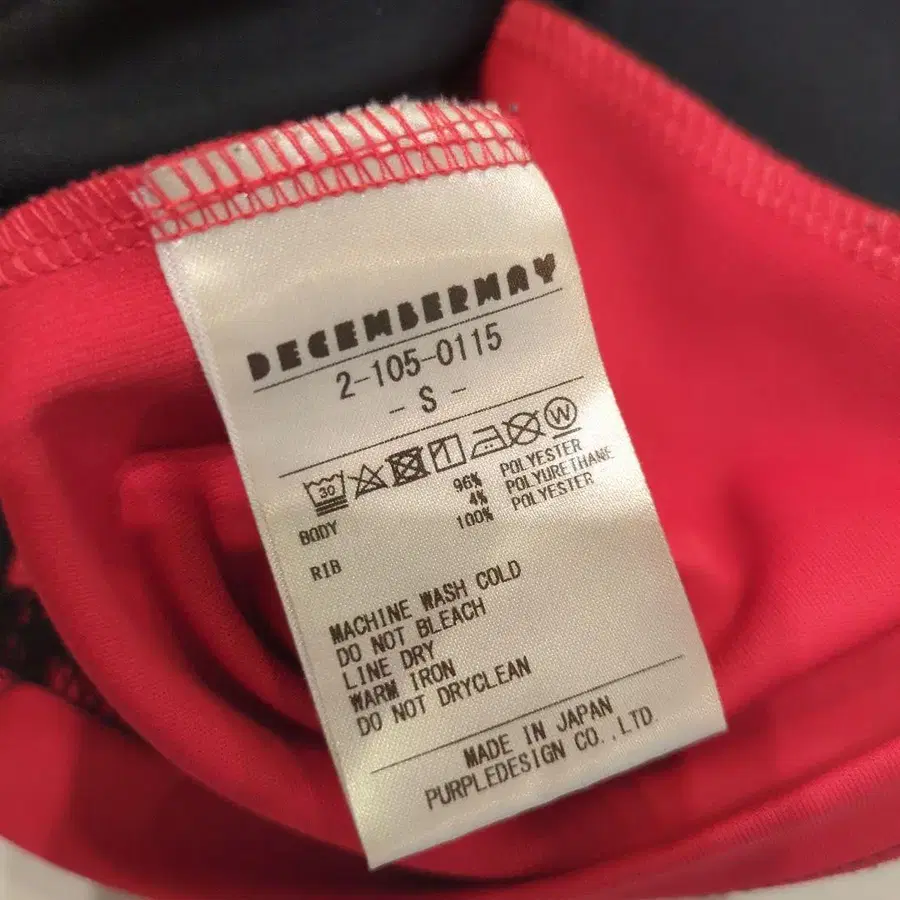 DECEMBERMAY
2-105-0115
- S -
30 W
BODY 96% POLYESTER
4% POLYURETHANE
RIB 100% POLYESTER
MACHINE WASH COLD
DO NOT BLEACH
LINE DRY
WARM IRON
DO NOT DRYCLEAN
MADE IN JAPAN
PURPLEDESIGN CO.,LTD.